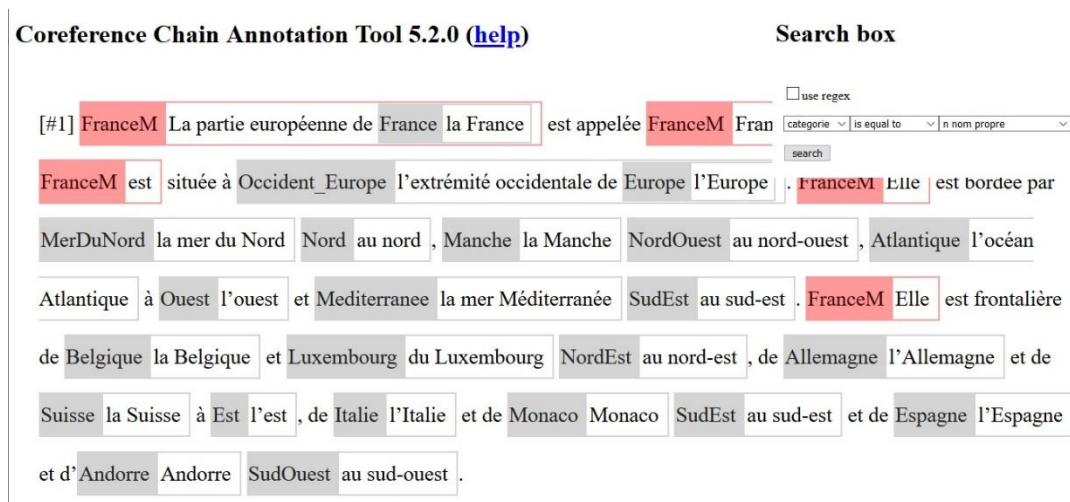 Coreference Chain Annotation Tool 5.2.0 (help)
Search box
use regex
categorie is equal to n nom propre
search
[#1] FranceM La partie européenne de France la France est appelée FranceM Fran
FranceM est située à Occident_Europe l’extrémité occidentale de Europe l’Europe . FranceM Elle est bordée par
MerDuNord la mer du Nord Nord au nord , Manche la Manche NordOuest au nord-ouest , Atlantique l’océan
Atlantique à Ouest l’ouest et Mediterranee la mer Méditerranée SudEst au sud-est . FranceM Elle est frontalière
de Belgique la Belgique et Luxembourg du Luxembourg NordEst au nord-est , de Allemagne l’Allemagne et de
Suisse la Suisse à Est l’est , de Italie l’Italie et de Monaco Monaco SudEst au sud-est et de Espagne l’Espagne
et d’ Andorre Andorre SudOuest au sud-ouest .